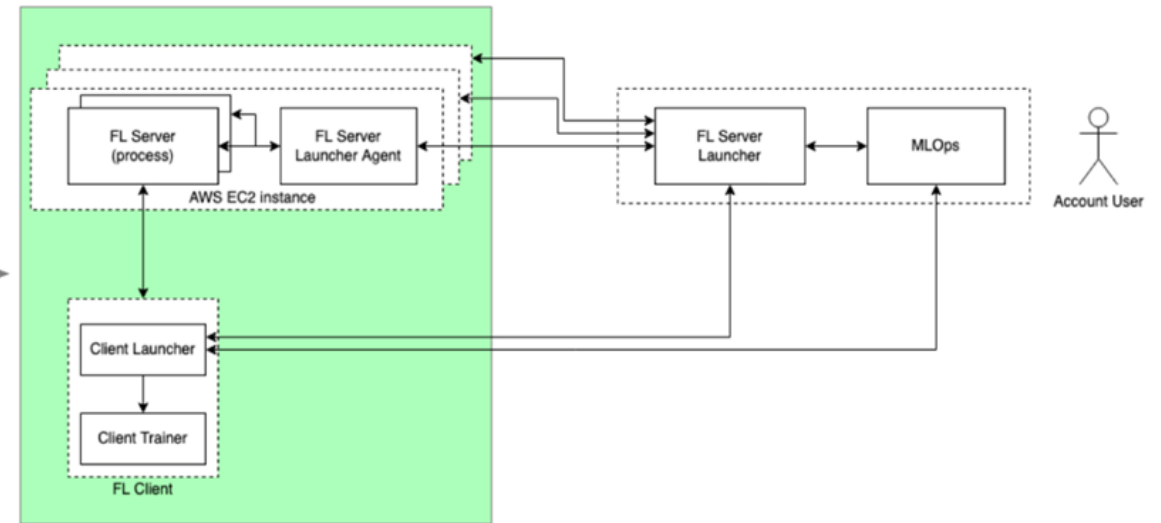 FL Server
(process)
FL Server
Launcher Agent
AWS EC2 instance
FL Server
Launcher
MLOps
Account User
Client Launcher
Client Trainer
FL Client